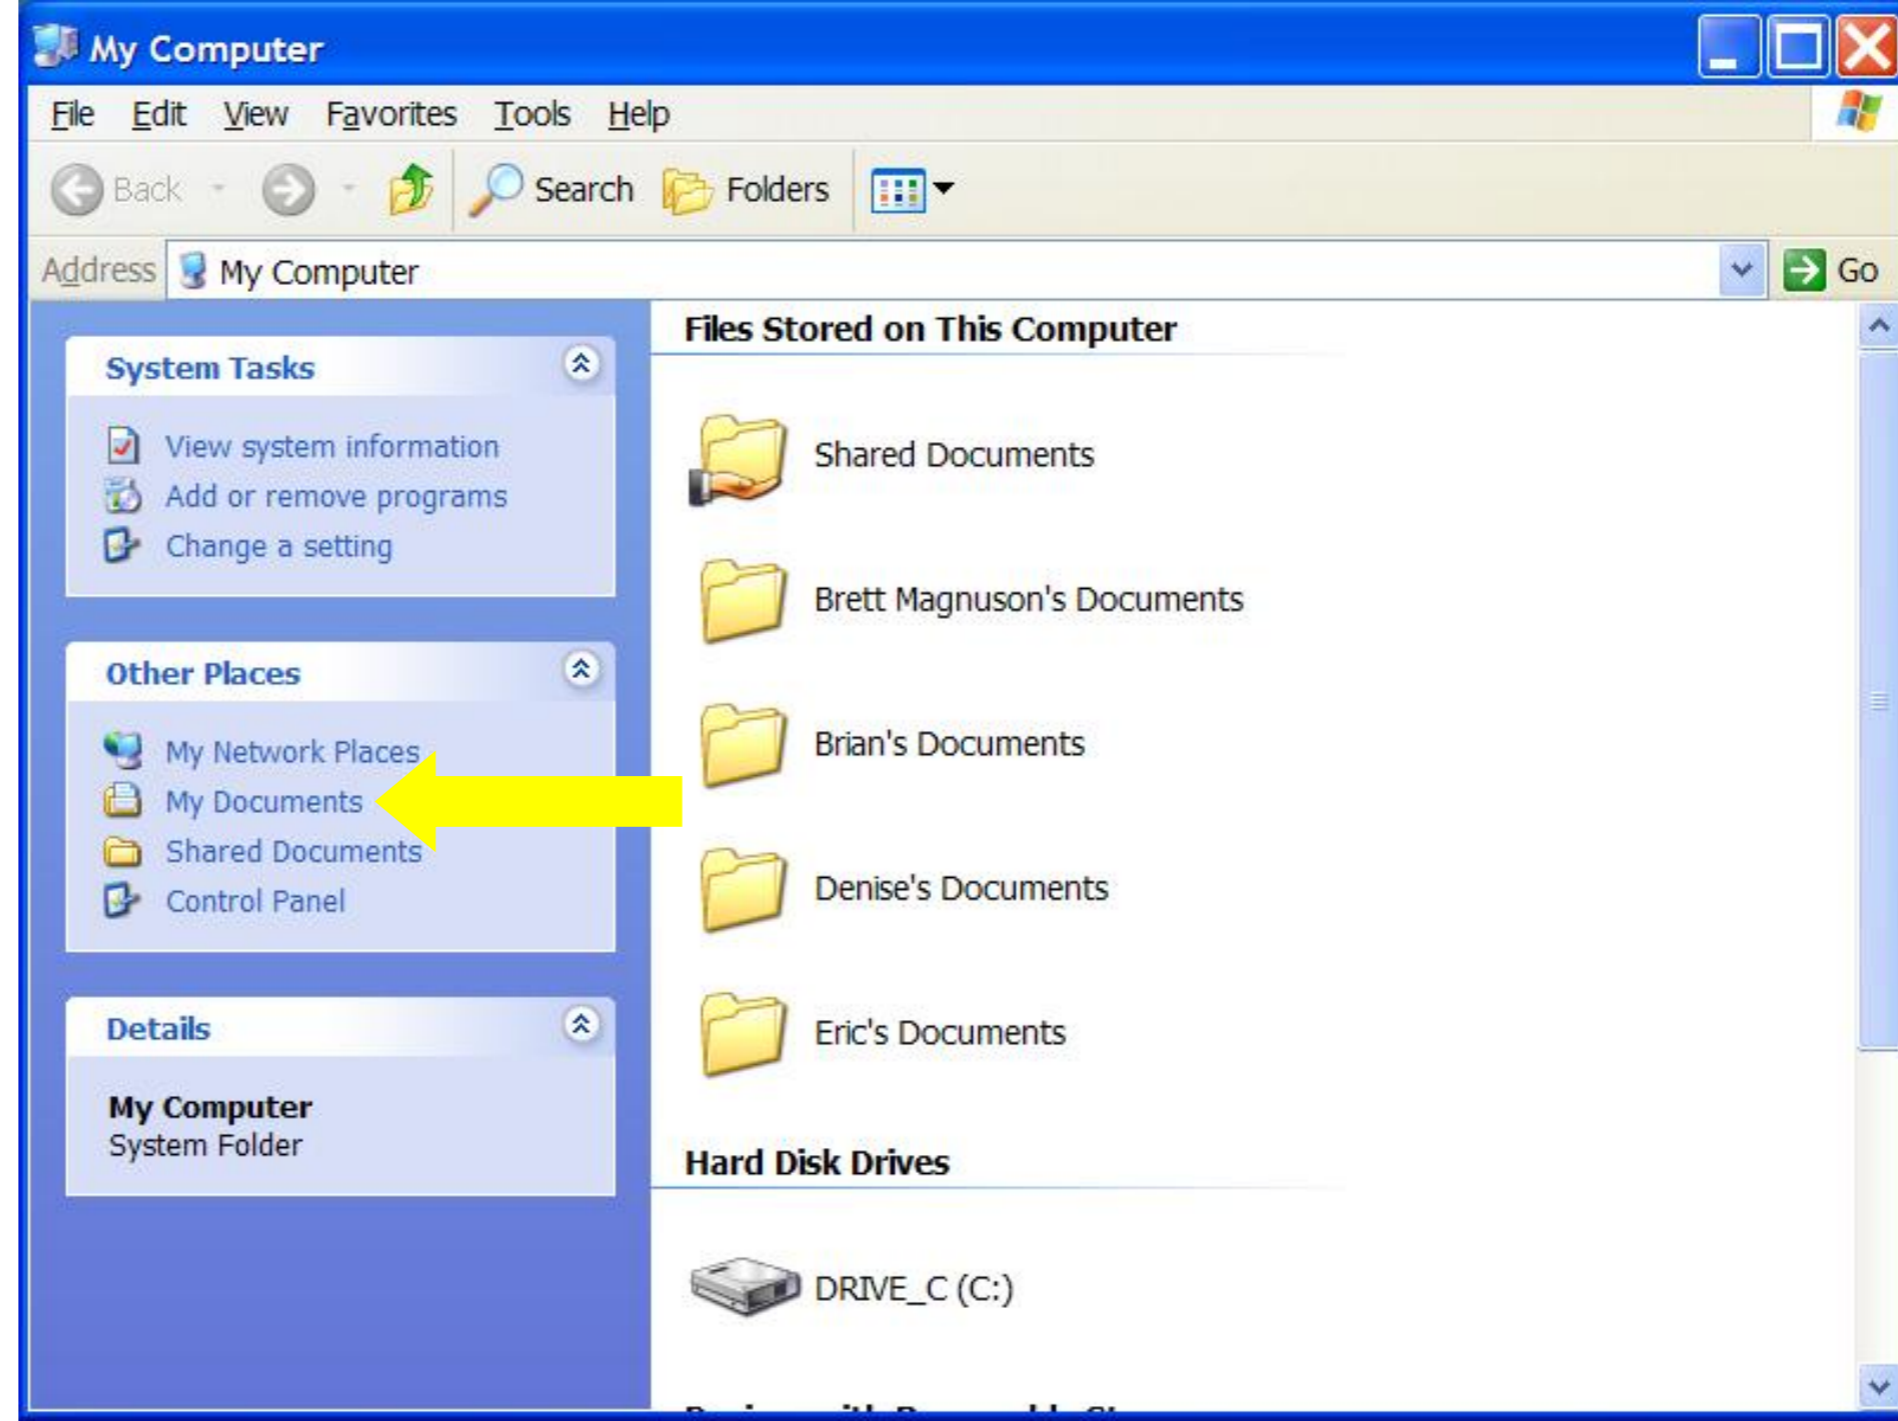 My Computer
File Edit View Favorites Tools Help
Back Search Folders
Address My Computer Go
System Tasks
View system information
Add or remove programs
Change a setting
Other Places
My Network Places
My Documents
Shared Documents
Control Panel
Details
My Computer
System Folder
Files Stored on This Computer
Shared Documents
Brett Magnuson's Documents
Brian's Documents
Denise's Documents
Eric's Documents
Hard Disk Drives
DRIVE_C (C:)